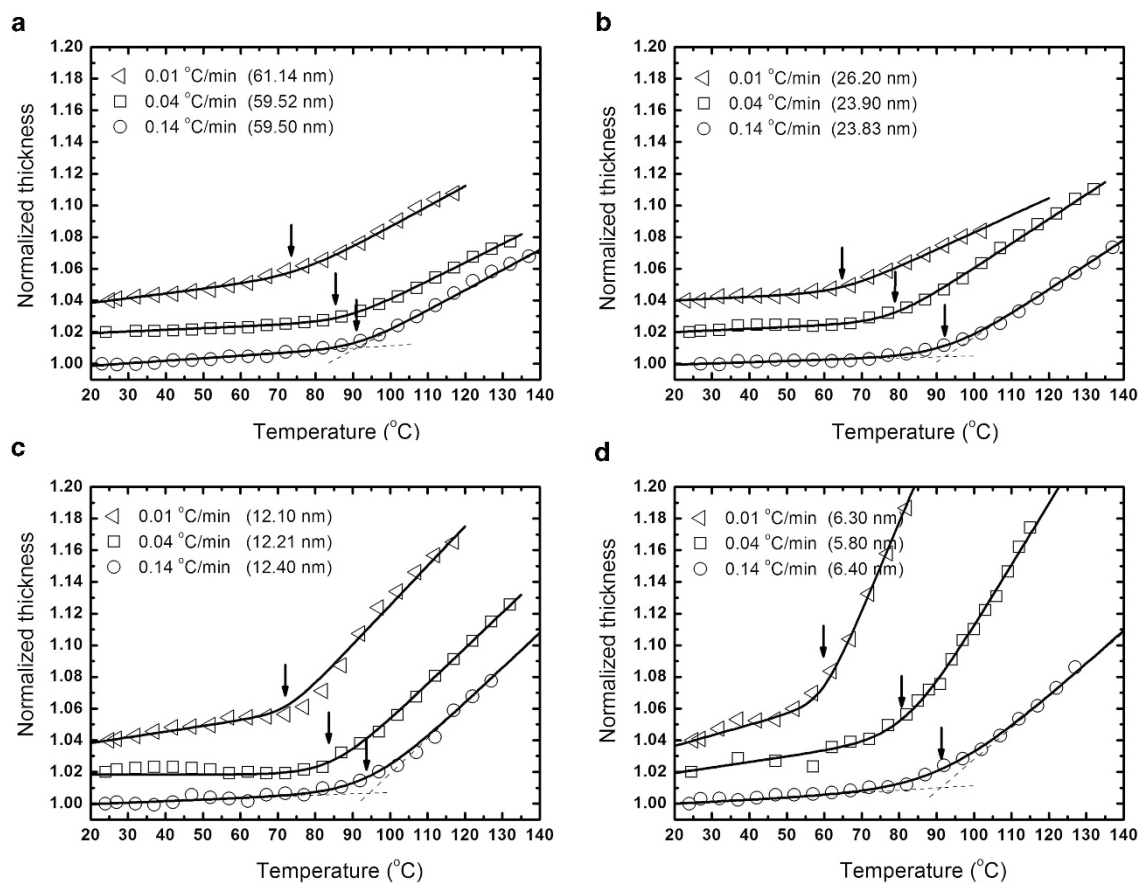 a
1.20
1.18
1.16
1.14
1.12
1.10
1.08
1.06
1.04
1.02
1.00
Normalized thickness
0.01 °C/min (61.14 nm)
0.04 °C/min (59.52 nm)
0.14 °C/min (59.50 nm)
20 30 40 50 60 70 80 90 100 110 120 130 140
Temperature (°C)
b
1.20
1.18
1.16
1.14
1.12
1.10
1.08
1.06
1.04
1.02
1.00
Normalized thickness
0.01 °C/min (26.20 nm)
0.04 °C/min (23.90 nm)
0.14 °C/min (23.83 nm)
20 30 40 50 60 70 80 90 100 110 120 130 140
Temperature (°C)
c
1.20
1.18
1.16
1.14
1.12
1.10
1.08
1.06
1.04
1.02
1.00
Normalized thickness
0.01 °C/min (12.10 nm)
0.04 °C/min (12.21 nm)
0.14 °C/min (12.40 nm)
20 30 40 50 60 70 80 90 100 110 120 130 140
Temperature (°C)
d
1.20
1.18
1.16
1.14
1.12
1.10
1.08
1.06
1.04
1.02
1.00
Normalized thickness
0.01 °C/min (6.30 nm)
0.04 °C/min (5.80 nm)
0.14 °C/min (6.40 nm)
20 30 40 50 60 70 80 90 100 110 120 130 140
Temperature (°C)